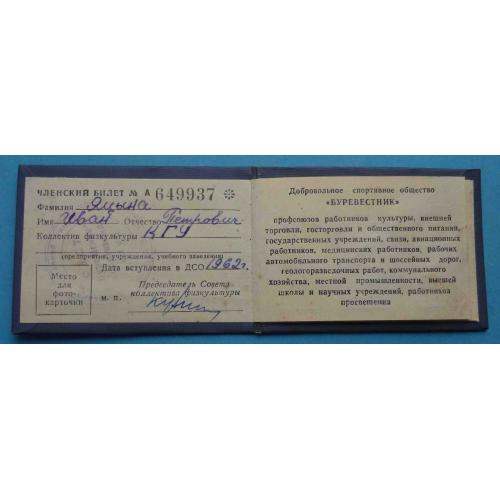 ЧЛЕНСКИЙ БИЛЕТ № А 649937
Фамилия Яцына
Имя Иван Отчество Петрович
Коллектив физкультуры КГУ
(предприятия, учреждения, учебного заведения)
Дата вступления в ДСО 1962 г.
Место
для
фото-
карточки
Председатель Совета
коллектива физкультуры
м. п.
Добровольное спортивное общество
«БУРЕВЕСТНИК»
профсоюзов работников культуры, внешней
торговли, госторговли и общественного питания,
государственных учреждений, связи, авиационных
работников, медицинских работников, рабочих
автомобильного транспорта и шоссейных дорог,
геологоразведочных работ, коммунального
хозяйства, местной промышленности, высшей
школы и научных учреждений, работников
просвещения